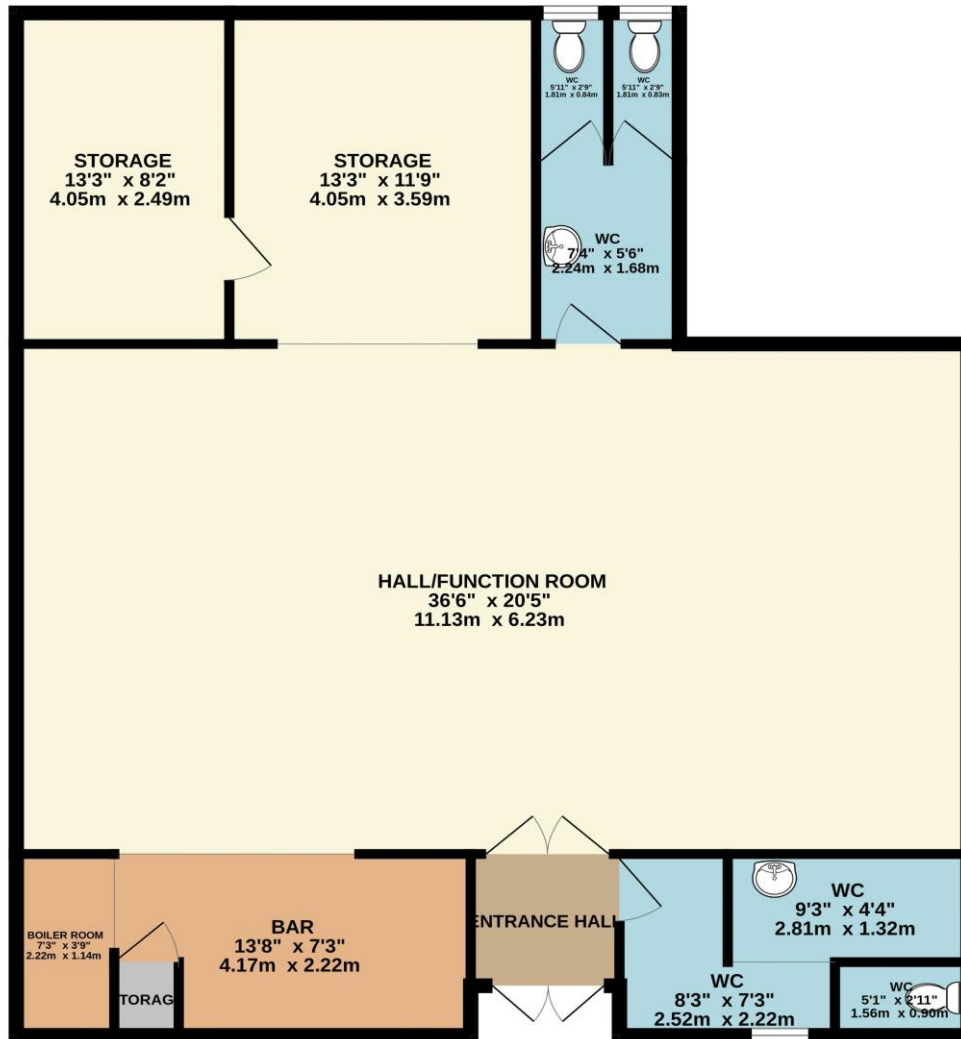 WC
5'11" x 2'9"
1.81m x 0.84m
WC
5'11" x 2'9"
1.81m x 0.83m
STORAGE
13'3" x 8'2"
4.05m x 2.49m
STORAGE
13'3" x 11'9"
4.05m x 3.59m
WC
7'4" x 5'6"
2.24m x 1.68m
HALL/FUNCTION ROOM
36'6" x 20'5"
11.13m x 6.23m
BOILER ROOM
7'3" x 3'9"
2.22m x 1.14m
TORAG
BAR
13'8" x 7'3"
4.17m x 2.22m
ENTRANCE HALL
WC
9'3" x 4'4"
2.81m x 1.32m
WC
8'3" x 7'3"
2.52m x 2.22m
WC
5'1" x 2'11"
1.56m x 0.90m